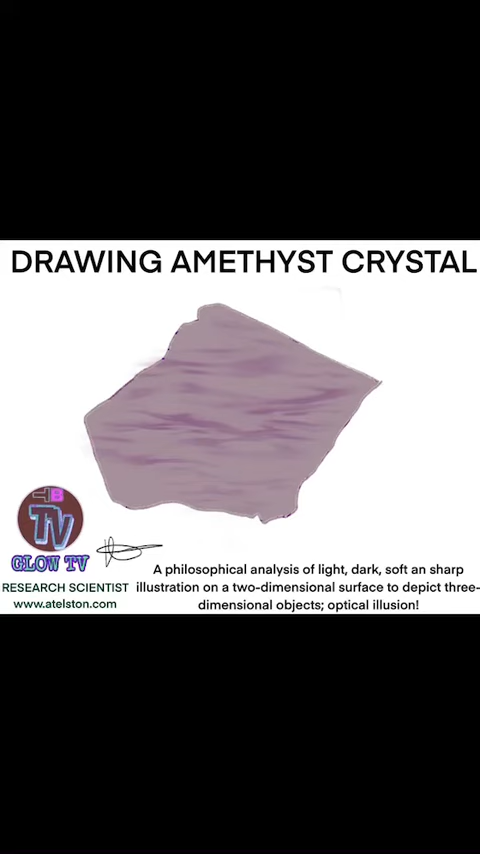 DRAWING AMETHYST CRYSTAL
TB
TV
GLOW TV
RESEARCH SCIENTIST
www.atelston.com
A philosophical analysis of light, dark, soft an sharp
illustration on a two-dimensional surface to depict three-
dimensional objects; optical illusion!